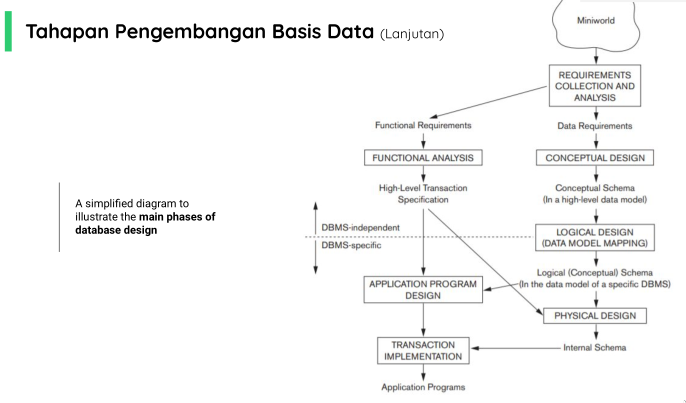 Tahapan Pengembangan Basis Data (Lanjutan)
Miniworld
REQUIREMENTS
COLLECTION AND
ANALYSIS
Functional Requirements
Data Requirements
FUNCTIONAL ANALYSIS
CONCEPTUAL DESIGN
High-Level Transaction
Specification
Conceptual Schema
(In a high-level data model)
A simplified diagram to
illustrate the main phases of
database design
DBMS-independent
DBMS-specific
LOGICAL DESIGN
(DATA MODEL MAPPING)
Logical (Conceptual) Schema
(In the data model of a specific DBMS)
APPLICATION PROGRAM
DESIGN
PHYSICAL DESIGN
TRANSACTION
IMPLEMENTATION
Internal Schema
Application Programs